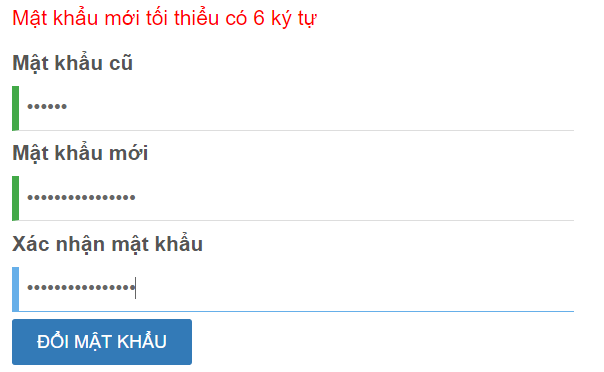 Mật khẩu mới tối thiểu có 6 ký tự
Mật khẩu cũ
••••••
Mật khẩu mới
••••••••••••••••
Xác nhận mật khẩu
••••••••••••••••
ĐỔI MẬT KHẨU